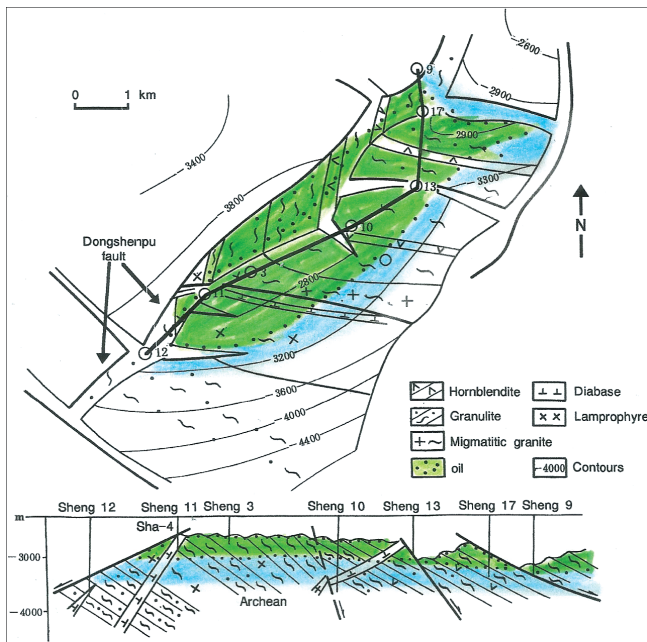 -2600
-2900
9
0 1 km
17
-2900
-3400
-3300
13
-3800
N
10
Dongshenpu
fault
3
-2800
11
12
-3200
-3600
-4000
-4400
Hornblendite
Diabase
Granulite
Lamprophyre
Migmatitic granite
oil
-4000 Contours
Sheng 12 Sheng 11 Sheng 3 Sheng 10 Sheng 13 Sheng 17 Sheng 9
m
Sha-4
-3000
-4000
Archean